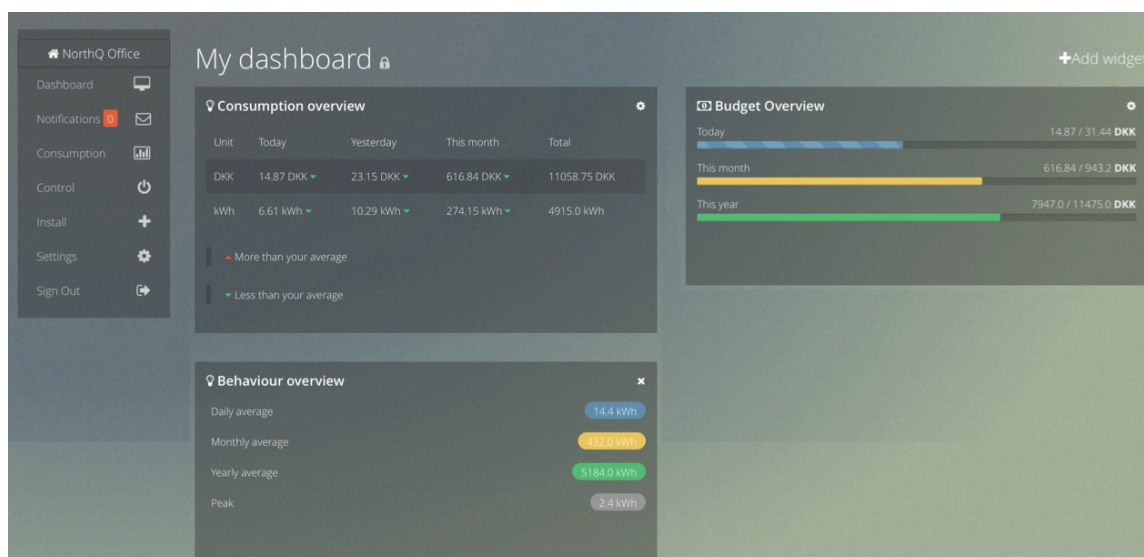 NorthQ Office
Dashboard
Notifications 0
Consumption
Control
Install
Settings
Sign Out
My dashboard
+Add widget
Consumption overview
Unit Today Yesterday This month Total
DKK 14.87 DKK 23.15 DKK 616.84 DKK 11058.75 DKK
kWh 6.61 kWh 10.29 kWh 274.15 kWh 4915.0 kWh
More than your average
Less than your average
Budget Overview
Today 14.87 / 31.44 DKK
This month 616.84 / 943.2 DKK
This year 7947.0 / 11475.0 DKK
Behaviour overview
Daily average 14.4 kWh
Monthly average 432.0 kWh
Yearly average 5184.0 kWh
Peak 2.4 kWh